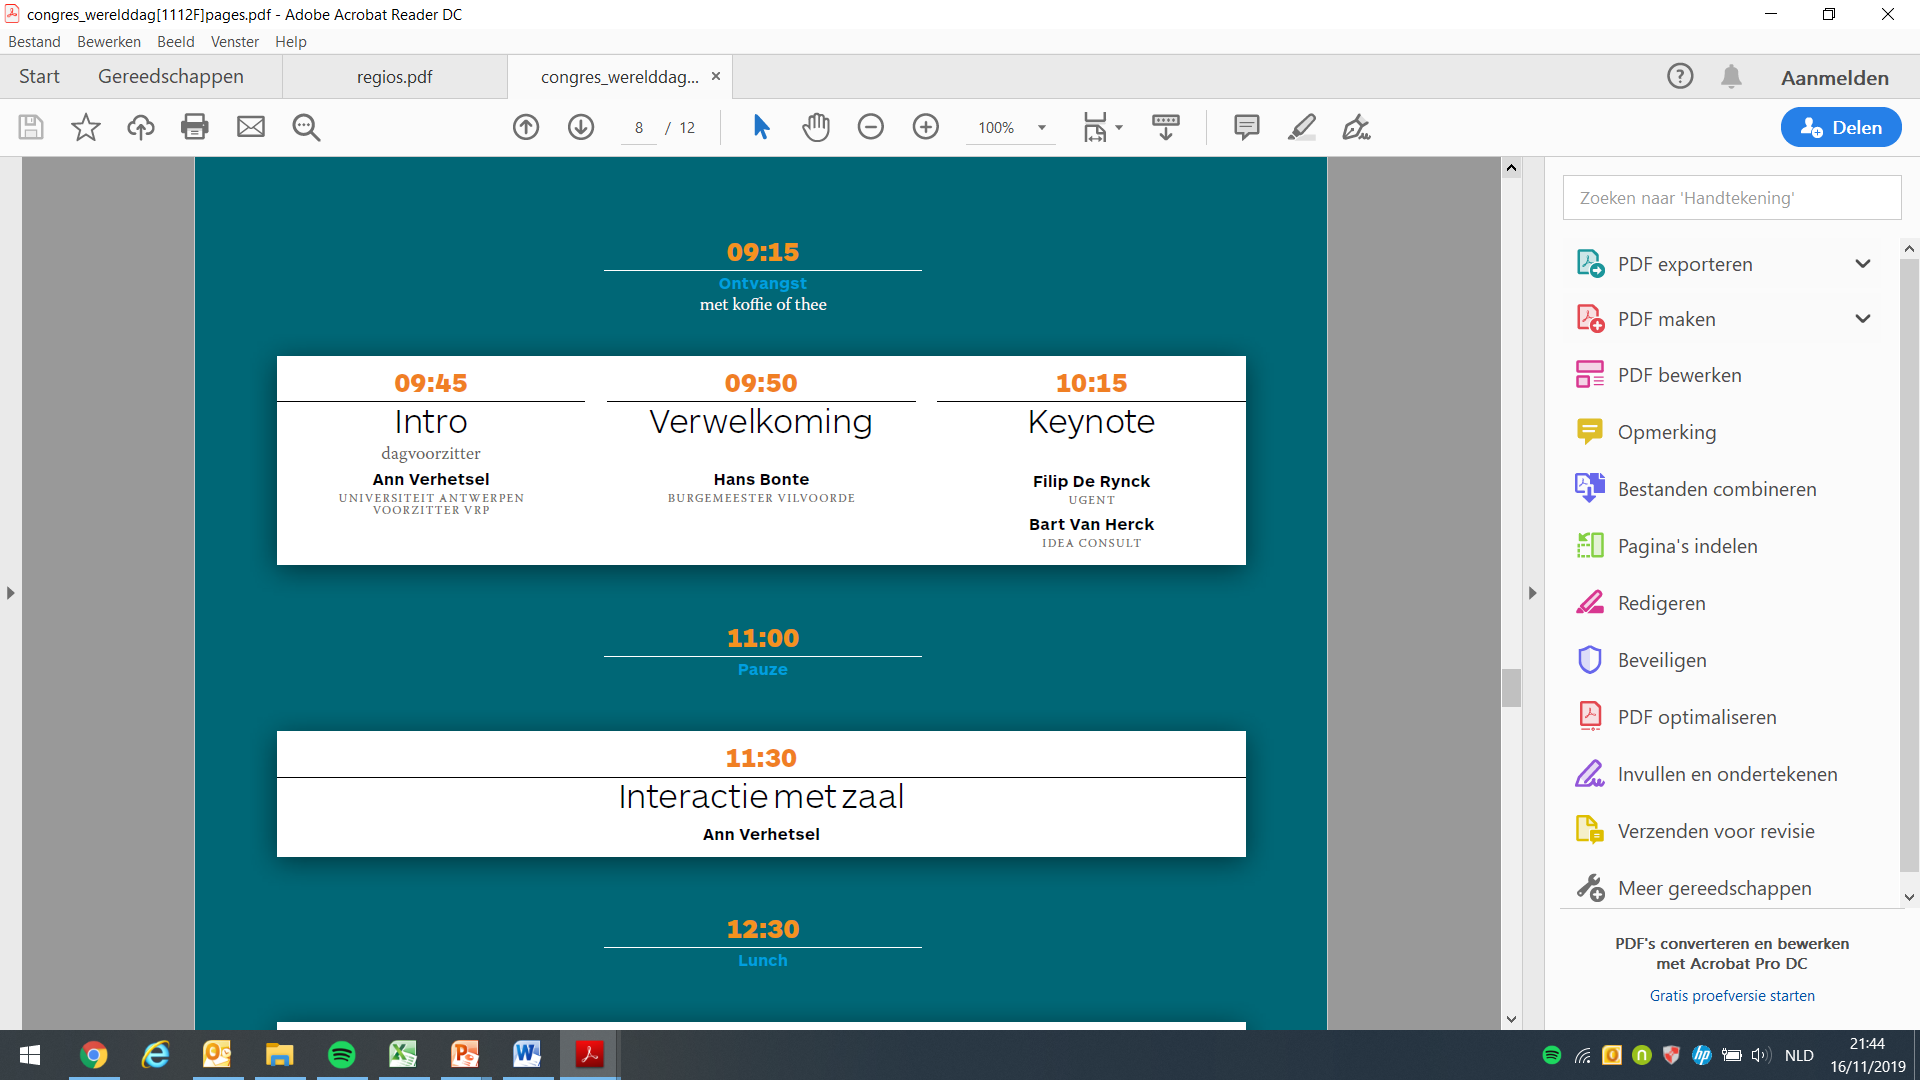 congres_werelddag[1112F]pages.pdf - Adobe Acrobat Reader DC
Bestand Bewerken Beeld Venster Help
Start Gereedschappen regios.pdf congres_werelddag... × Aanmelden
8 / 12 100% Delen
Zoeken naar 'Handtekening'
PDF exporteren
PDF maken
PDF bewerken
Opmerking
Bestanden combineren
Pagina's indelen
Redigeren
Beveiligen
PDF optimaliseren
Invullen en ondertekenen
Verzenden voor revisie
Meer gereedschappen
PDF's converteren en bewerken
met Acrobat Pro DC
Gratis proefversie starten
09:15
Ontvangst
met koffie of thee
09:45
Intro
dagvoorzitter
Ann Verhetsel
UNIVERSITEIT ANTWERPEN
VOORZITTER VRP
09:50
Verwelkoming
Hans Bonte
BURGEMEESTER VILVOORDE
10:15
Keynote
Filip De Rynck
UGENT
Bart Van Herck
IDEA CONSULT
11:00
Pauze
11:30
Interactie met zaal
Ann Verhetsel
12:30
Lunch
NLD
21:44
16/11/2019